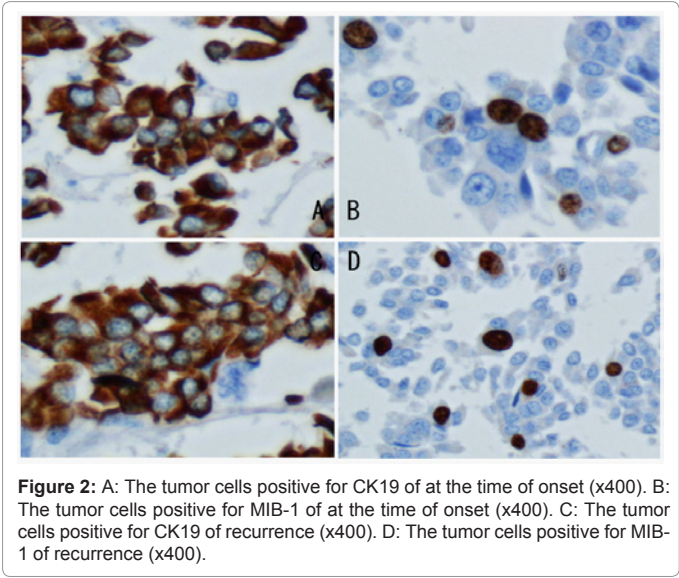 A
B
C
D
Figure 2: A: The tumor cells positive for CK19 of at the time of onset (x400). B:
The tumor cells positive for MIB-1 of at the time of onset (x400). C: The tumor
cells positive for CK19 of recurrence (x400). D: The tumor cells positive for MIB-
1 of recurrence (x400).